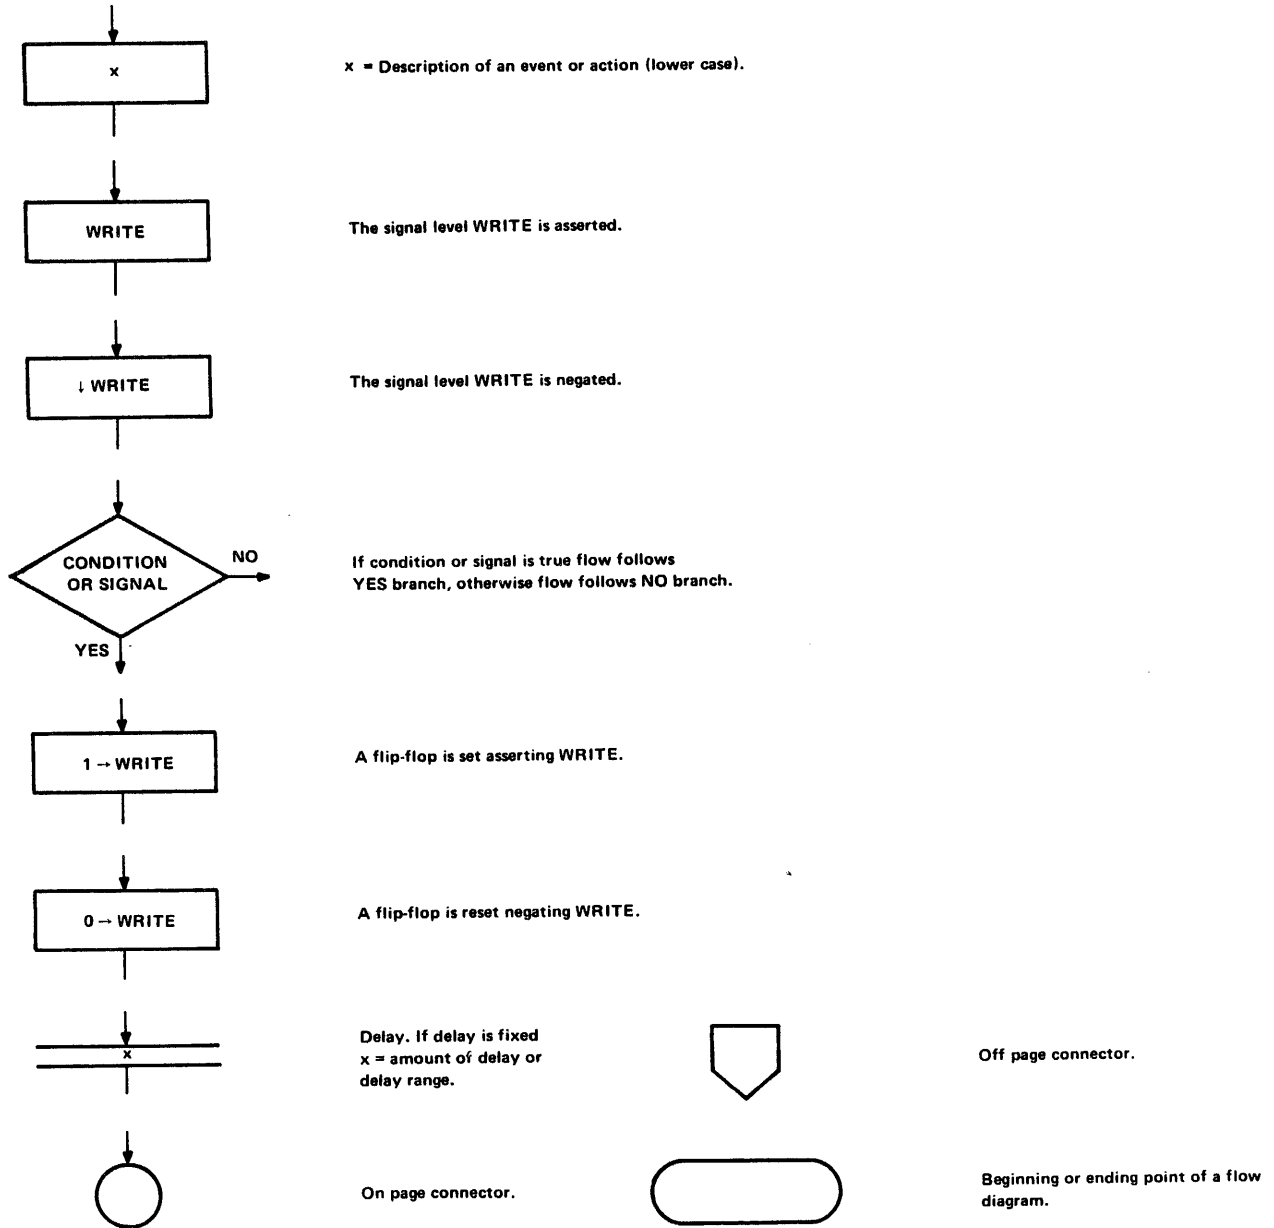 x
x = Description of an event or action (lower case).
WRITE
The signal level WRITE is asserted.
↓ WRITE
The signal level WRITE is negated.
CONDITION
OR SIGNAL
NO
YES
If condition or signal is true flow follows
YES branch, otherwise flow follows NO branch.
1 → WRITE
A flip-flop is set asserting WRITE.
0 → WRITE
A flip-flop is reset negating WRITE.
x
Delay. If delay is fixed
x = amount of delay or
delay range.
Off page connector.
On page connector.
Beginning or ending point of a flow
diagram.